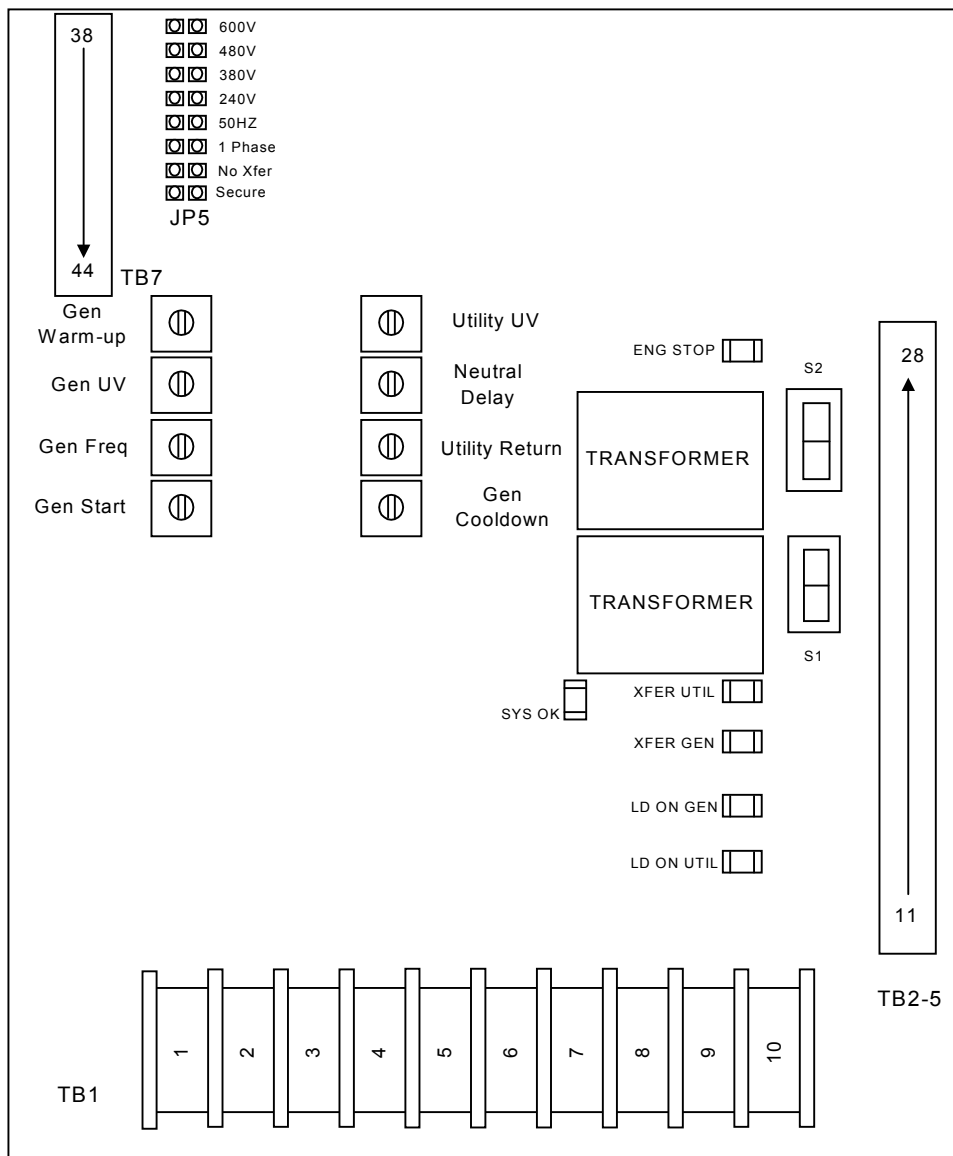 38
44
TB7
600V
480V
380V
240V
50HZ
1 Phase
No Xfer
Secure
JP5
Gen
Warm-up
Gen UV
Gen Freq
Gen Start
Utility UV
Neutral
Delay
Utility Return
Gen
Cooldown
ENG STOP
S2
TRANSFORMER
TRANSFORMER
S1
28
11
TB2-5
SYS OK
XFER UTIL
XFER GEN
LD ON GEN
LD ON UTIL
TB1
1
2
3
4
5
6
7
8
9
10